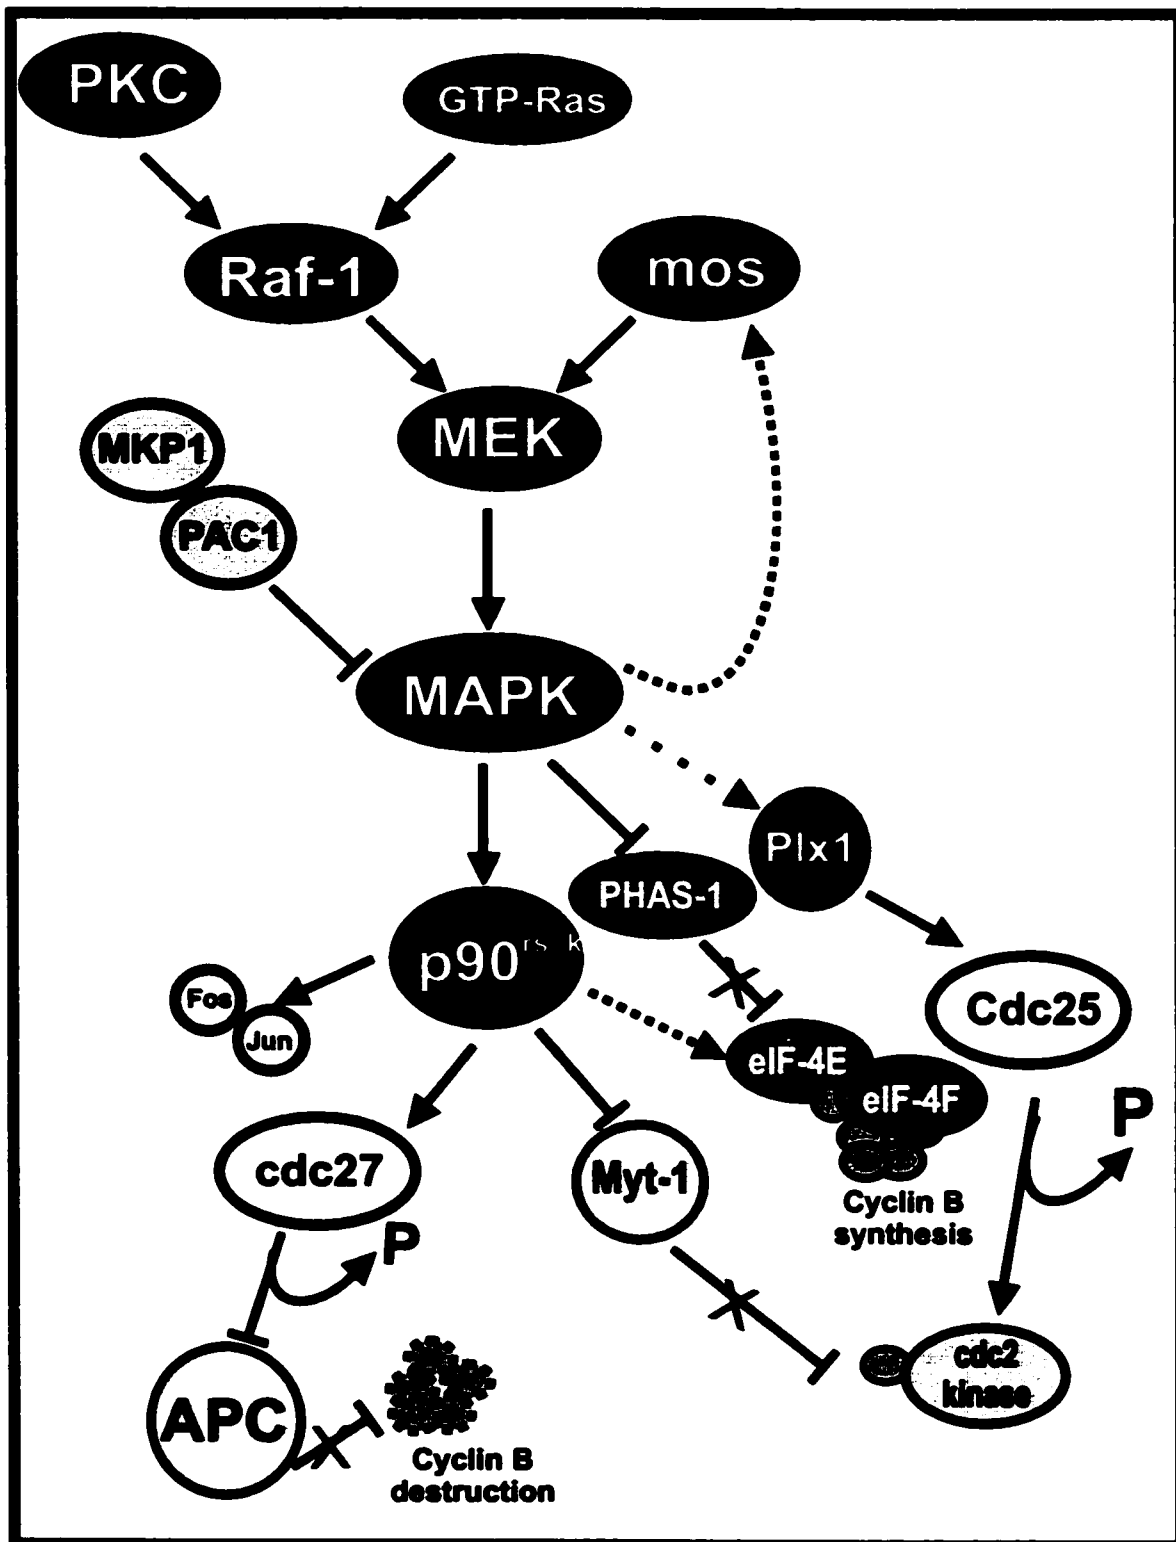 PKC
GTP-Ras
Raf-1
mos
MKP1
MEK
PAC1
MAPK
Plx1
PHAS-1
p90rsk
Fos
Jun
Cdc25
eIF-4E
eIF-4F
P
cdc27
Myt-1
Cyclin B
synthesis
P
cdc2
kinase
APC
Cyclin B
destruction